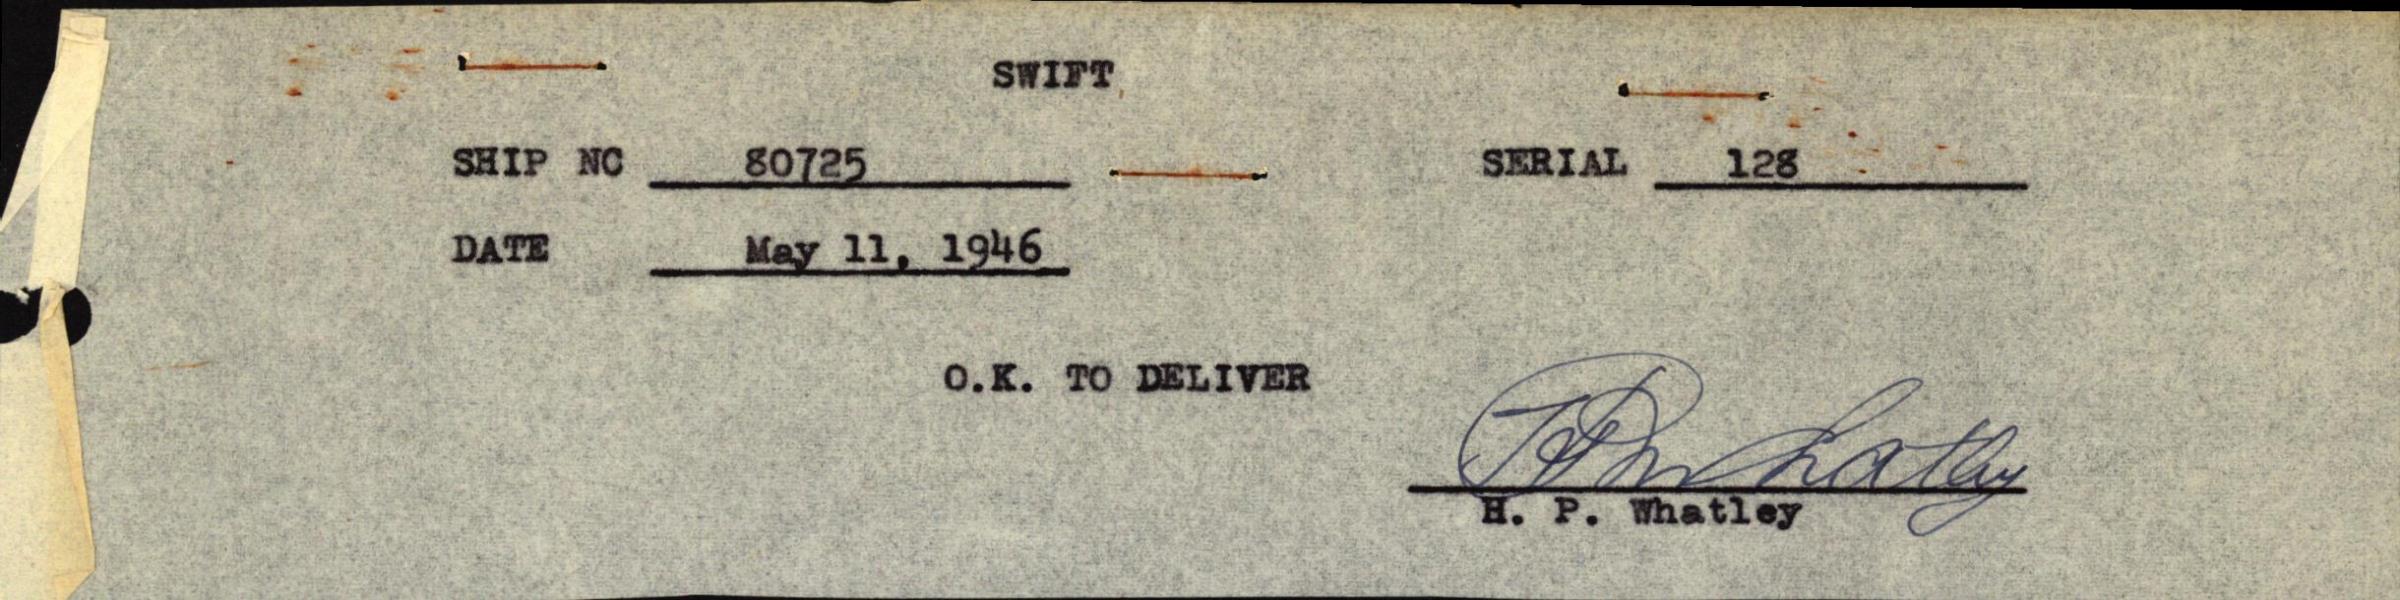 SWIFT
SHIP NC 80725 SERIAL 128
DATE May 11, 1946
O.K. TO DELIVER
H P Whatley
H. P. Whatley